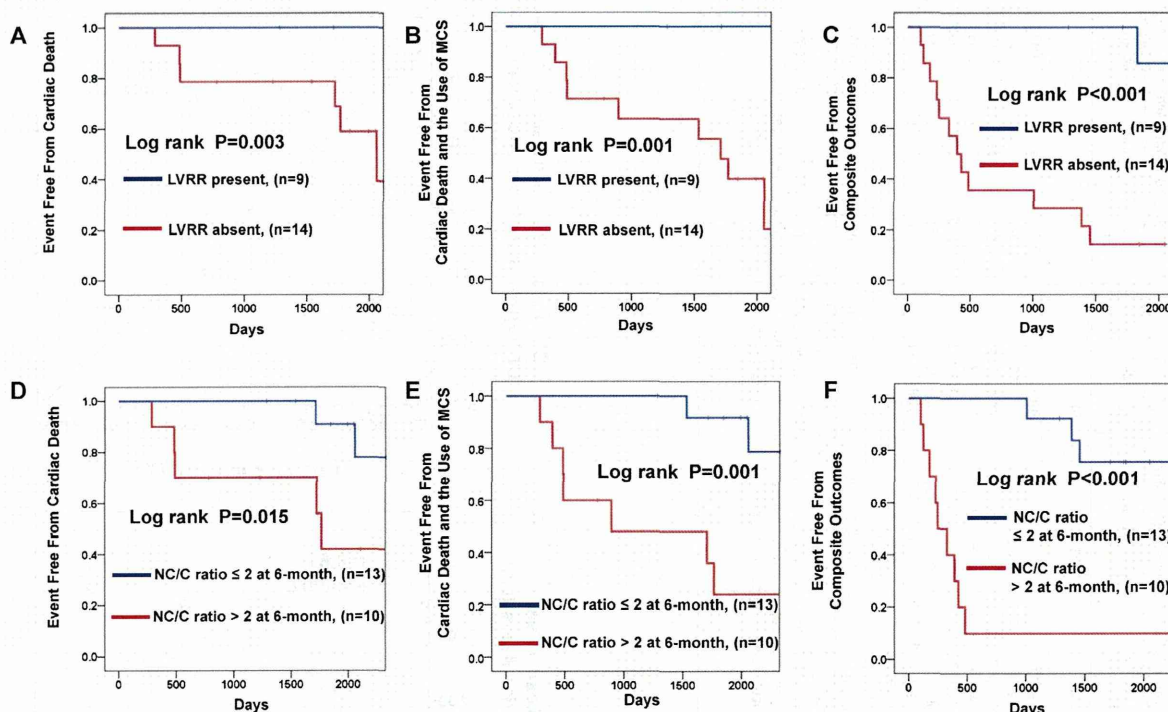 A
Event Free From Cardiac Death
1.0
0.8
0.6
0.4
0.2
0.0
Log rank P=0.003
LVRR present, (n=9)
LVRR absent, (n=14)
0 500 1000 1500 2000
Days
B
Event Free From
Cardiac Death and the Use of MCS
1.0
0.8
0.6
0.4
0.2
0.0
Log rank P=0.001
LVRR present, (n=9)
LVRR absent, (n=14)
0 500 1000 1500 2000
Days
C
Event Free From
Composite Outcomes
1.0
0.8
0.6
0.4
0.2
0.0
Log rank P<0.001
LVRR present, (n=9)
LVRR absent, (n=14)
0 500 1000 1500 2000
Days
D
Event Free From Cardiac Death
1.0
0.8
0.6
0.4
0.2
0.0
Log rank P=0.015
NC/C ratio ≤ 2 at 6-month, (n=13)
NC/C ratio > 2 at 6-month, (n=10)
0 500 1000 1500 2000
Days
E
Event Free From
Cardiac Death and the Use of MCS
1.0
0.8
0.6
0.4
0.2
0.0
Log rank P=0.001
NC/C ratio ≤ 2 at 6-month, (n=13)
NC/C ratio > 2 at 6-month, (n=10)
0 500 1000 1500 2000
Days
F
Event Free From
Composite Outcomes
1.0
0.8
0.6
0.4
0.2
0.0
Log rank P<0.001
NC/C ratio
≤ 2 at 6-month, (n=13)
NC/C ratio
> 2 at 6-month, (n=10)
0 500 1000 1500 2000
Days